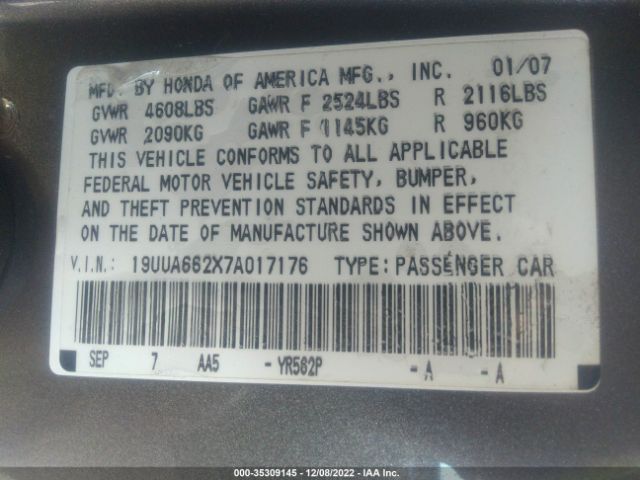 MFD. BY HONDA OF AMERICA MFG., INC. 01/07
GVWR 4608LBS GAWR F 2524LBS R 2116LBS
GVWR 2090KG GAWR F 1145KG R 960KG
THIS VEHICLE CONFORMS TO ALL APPLICABLE
FEDERAL MOTOR VEHICLE SAFETY, BUMPER,
AND THEFT PREVENTION STANDARDS IN EFFECT
ON THE DATE OF MANUFACTURE SHOWN ABOVE.
V.I.N.: 19UUA662X7A017176 TYPE: PASSENGER CAR
SEP 7 AA5 - YR562P - A - A
000-35309145 - 12/08/2022 - IAA Inc.